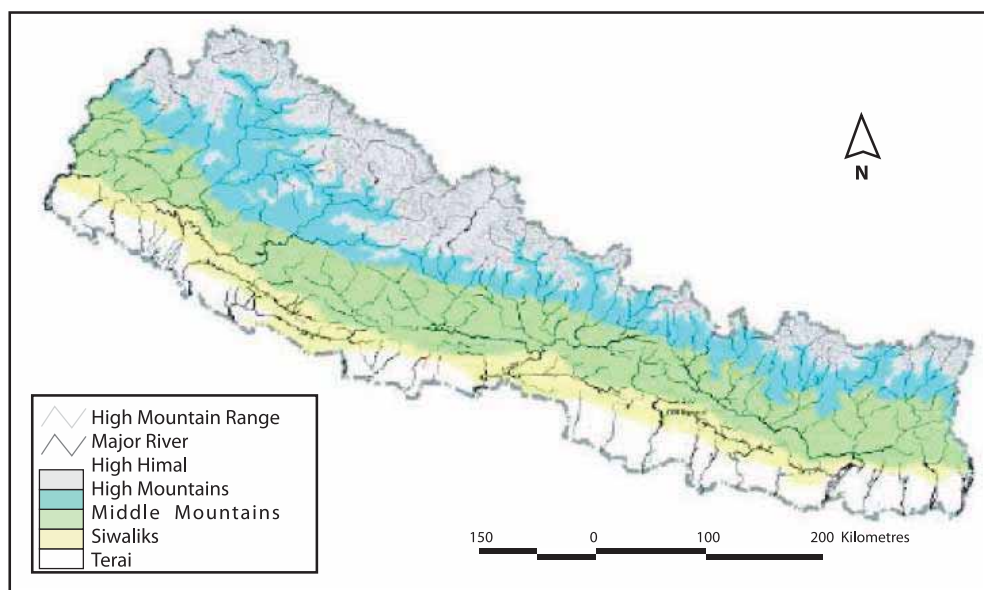 N
High Mountain Range
Major River
High Himal
High Mountains
Middle Mountains
Siwaliks
Terai
150 0 100 200 Kilometres